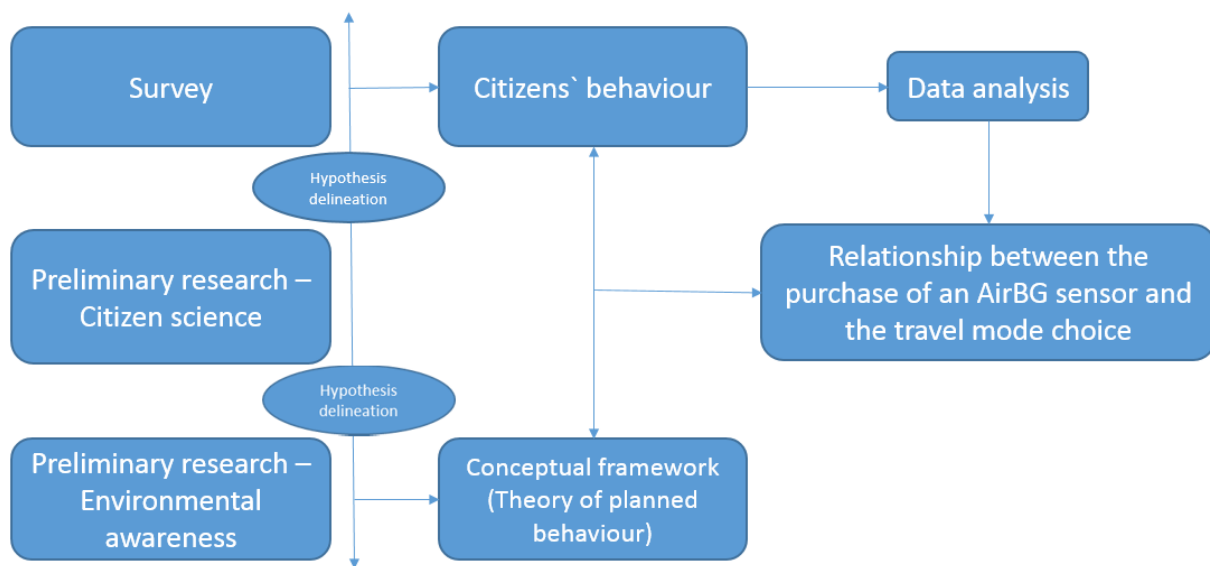 Survey
Citizens` behaviour
Data analysis
Hypothesis
delineation
Preliminary research –
Citizen science
Relationship between the
purchase of an AirBG sensor and
the travel mode choice
Hypothesis
delineation
Preliminary research –
Environmental
awareness
Conceptual framework
(Theory of planned
behaviour)